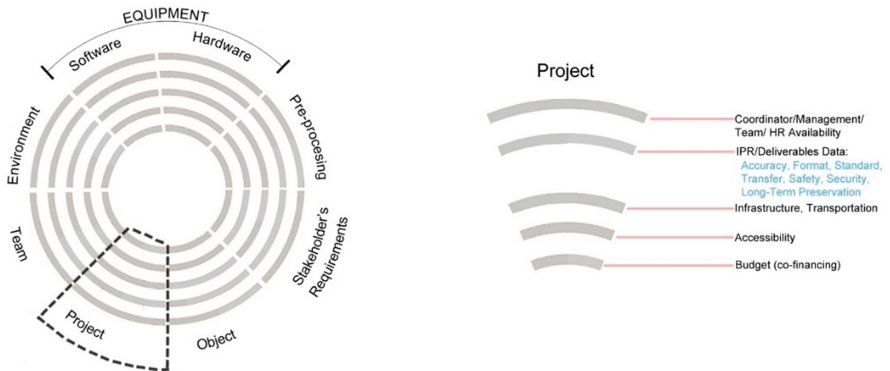 EQUIPMENT
Software
Hardware
Environment
Pre-procesing
Team
Stakeholder's
Requirements
Project
Object
Project
Coordinator/Management/
Team/ HR Availability
IPR/Deliverables Data:
Accuracy, Format, Standard,
Transfer, Safety, Security,
Long-Term Preservation
Infrastructure, Transportation
Accessibility
Budget (co-financing)